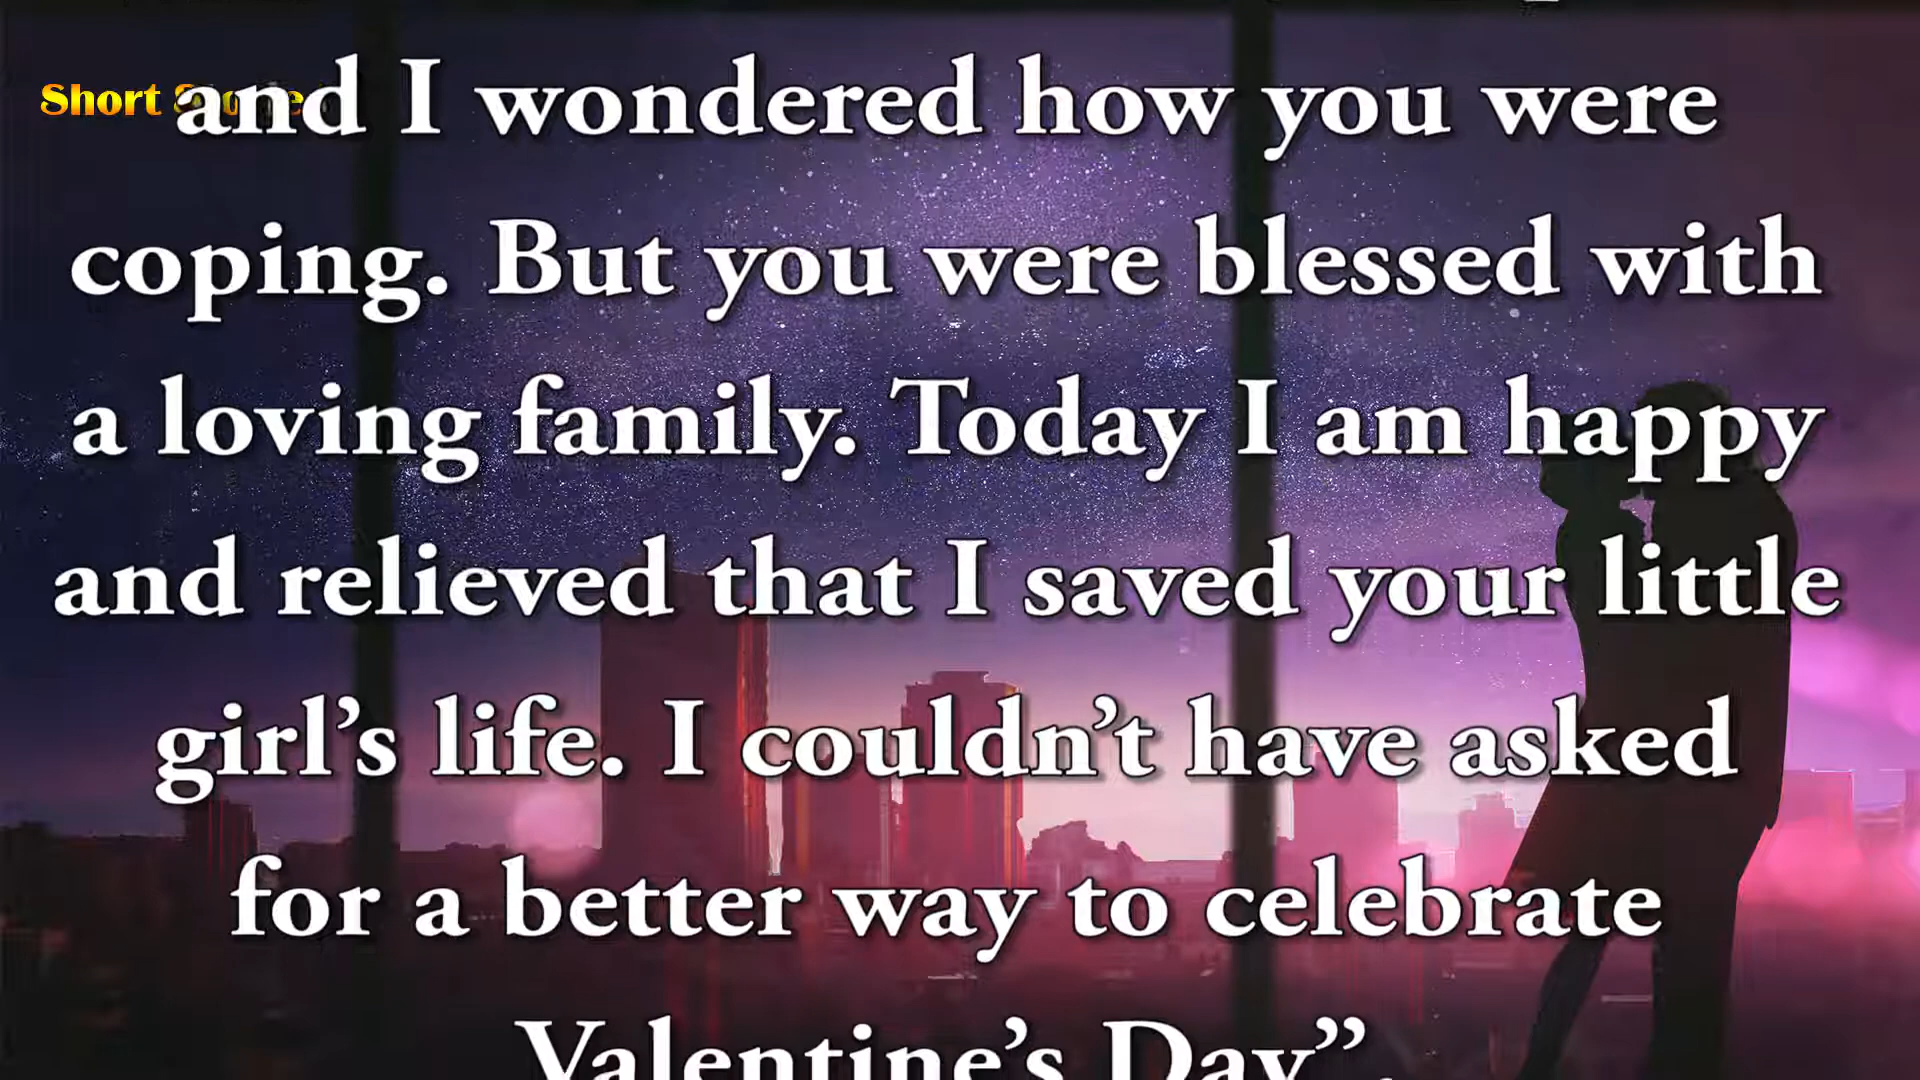 Short
and I wondered how you were
coping. But you were blessed with
a loving family. Today I am happy
and relieved that I saved your little
girl’s life. I couldn’t have asked
for a better way to celebrate
Valentine’s Day”.